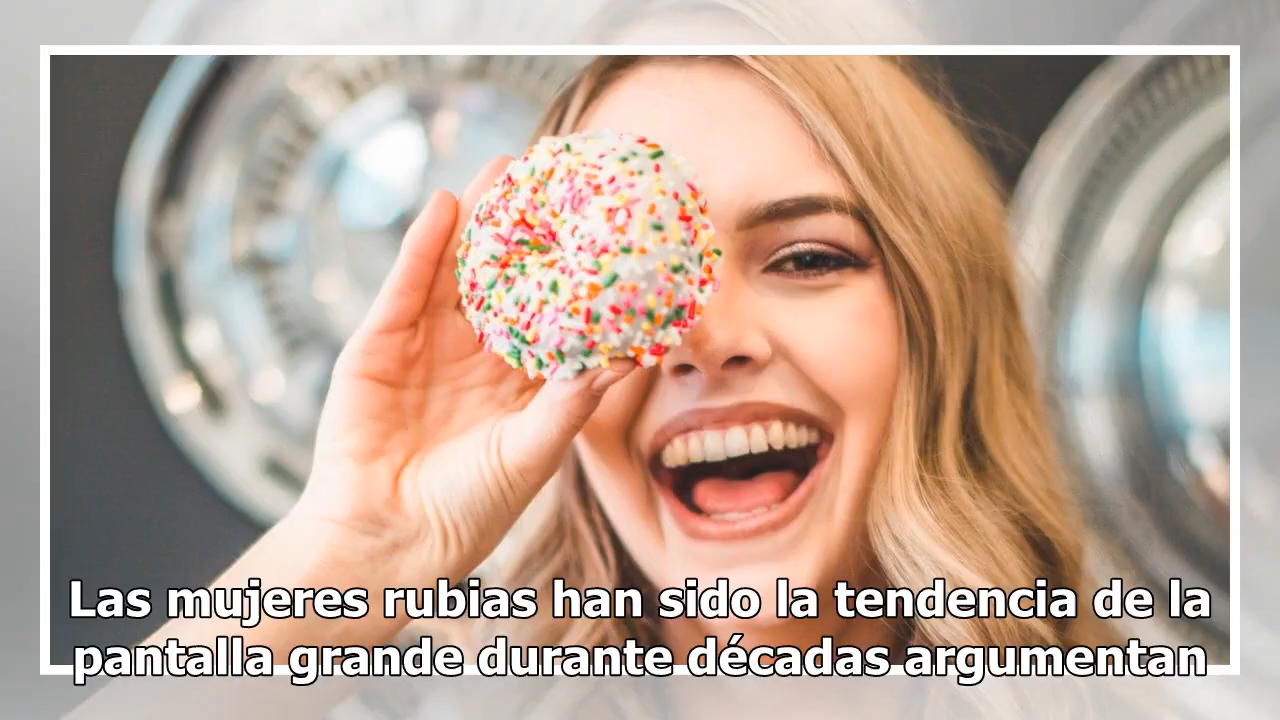 Las mujeres rubias han sido la tendencia de la
pantalla grande durante décadas argumentan